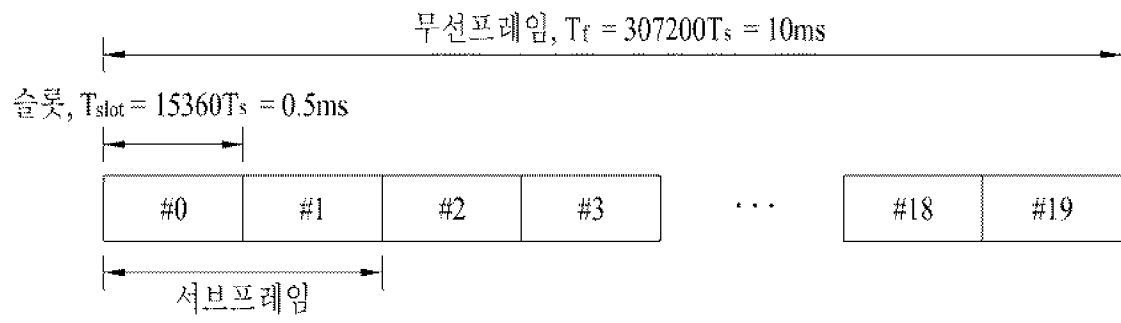 무선프레임, Tf = 307200Ts = 10ms
슬롯, Tslot = 15360Ts = 0.5ms
#0 #1 #2 #3 ··· #18 #19
서브프레임